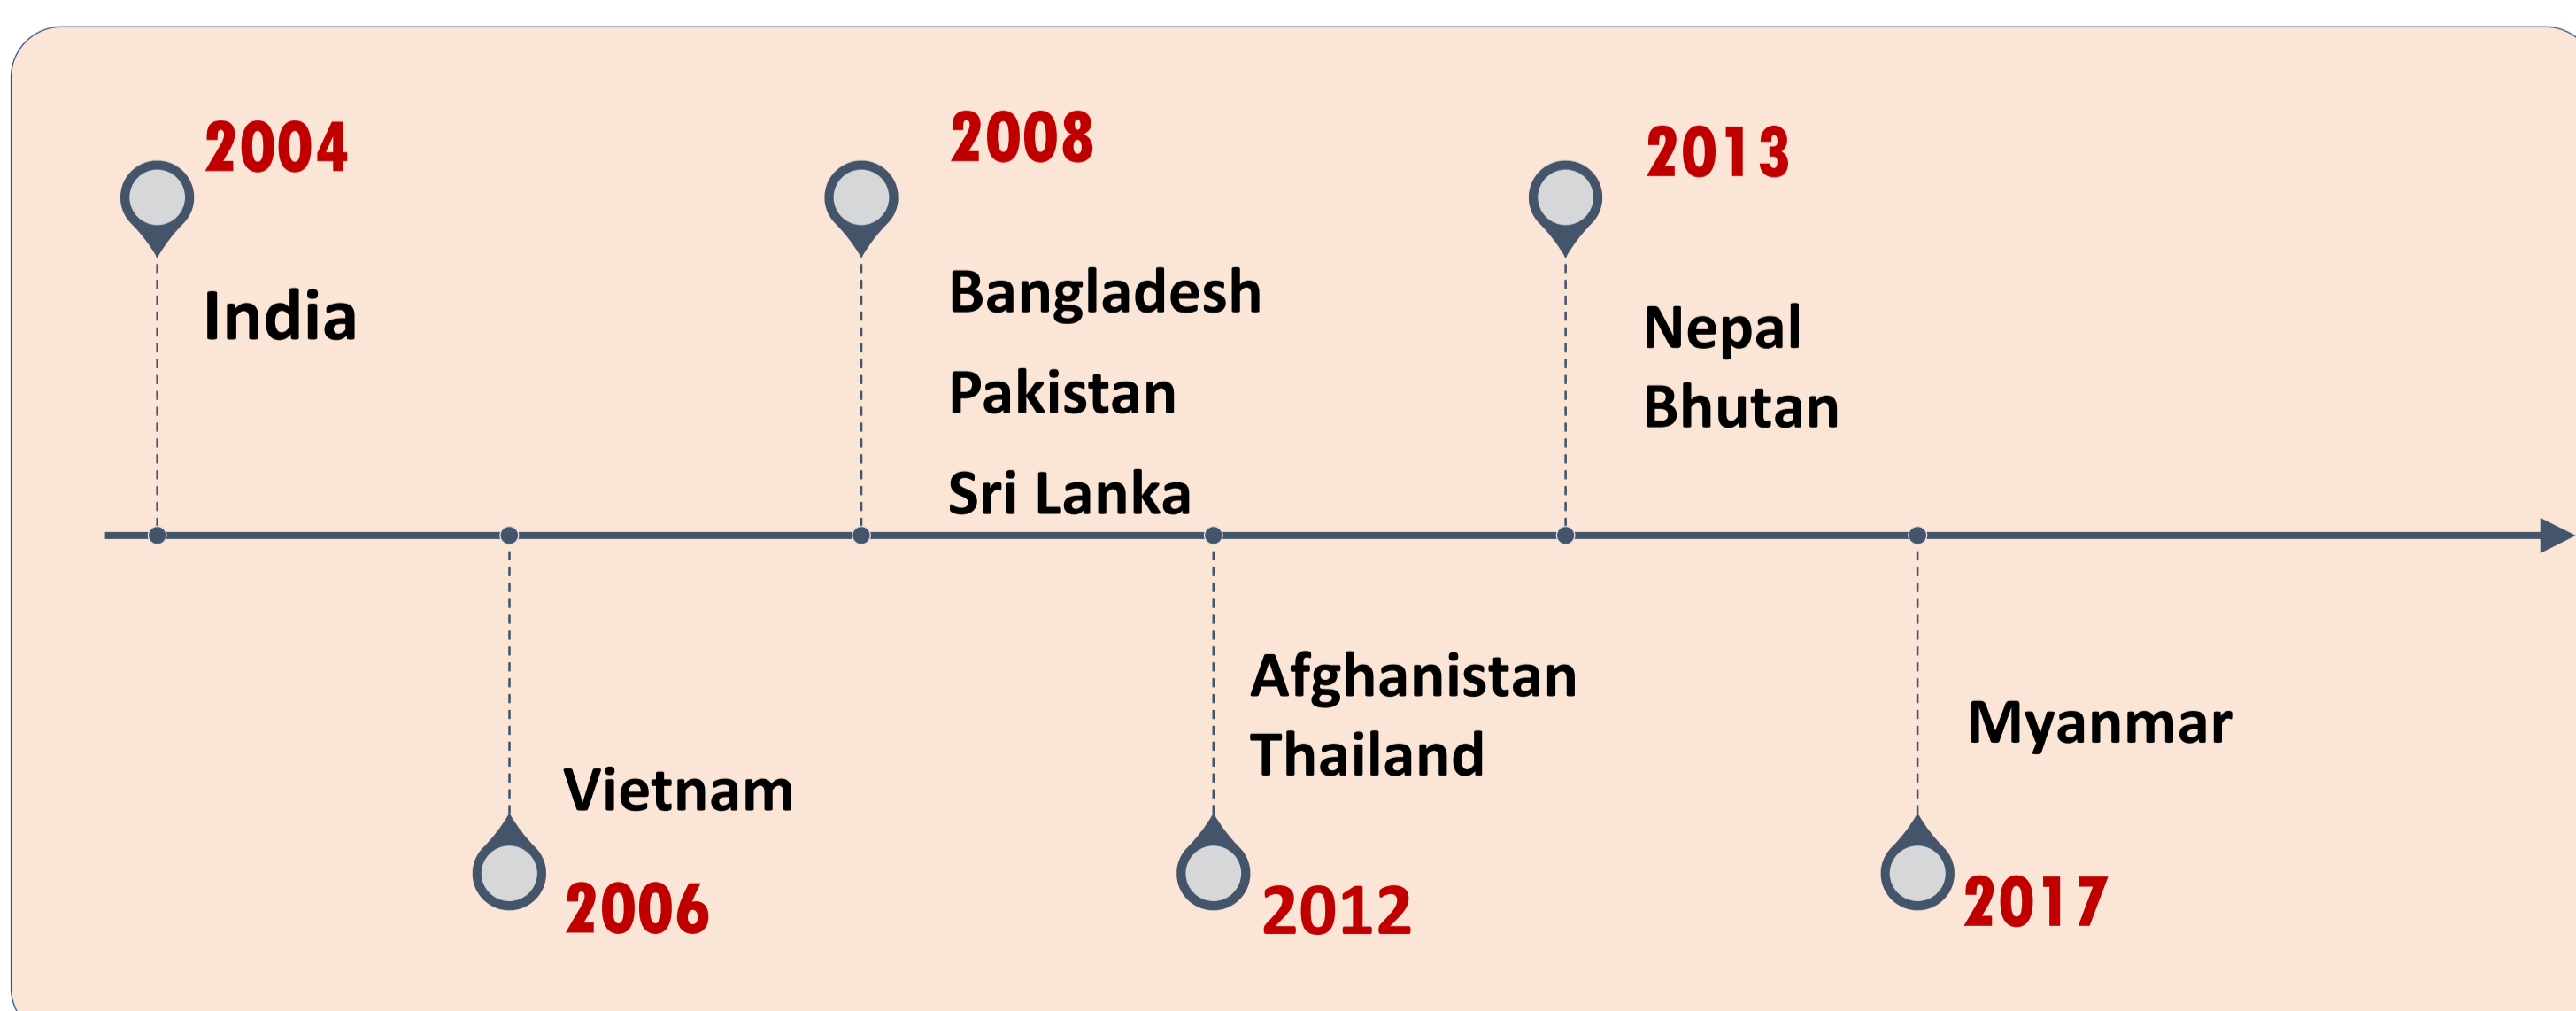 2004
India
Vietnam
2006
2008
Bangladesh
Pakistan
Sri Lanka
Afghanistan
Thailand
2012
2013
Nepal
Bhutan
Myanmar
2017